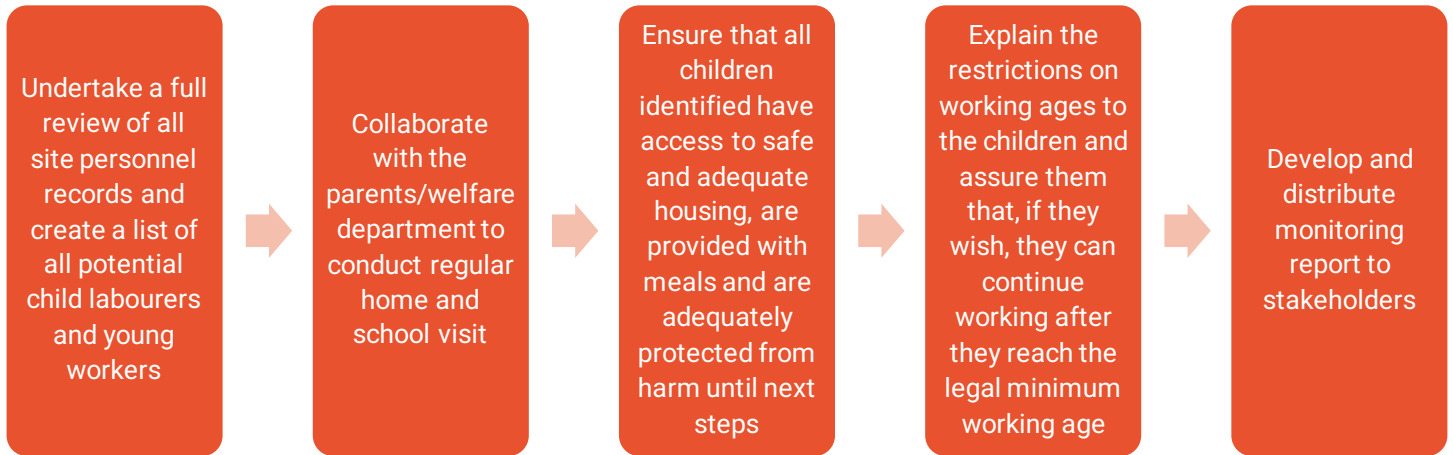 Undertake a full
review of all
site personnel
records and
create a list of
all potential
child labourers
and young
workers
Collaborate
with the
parents/welfare
department to
conduct regular
home and
school visit
Ensure that all
children
identified have
access to safe
and adequate
housing, are
provided with
meals and are
adequately
protected from
harm until next
steps
Explain the
restrictions on
working ages to
the children and
assure them
that, if they
wish, they can
continue
working after
they reach the
legal minimum
working age
Develop and
distribute
monitoring
report to
stakeholders